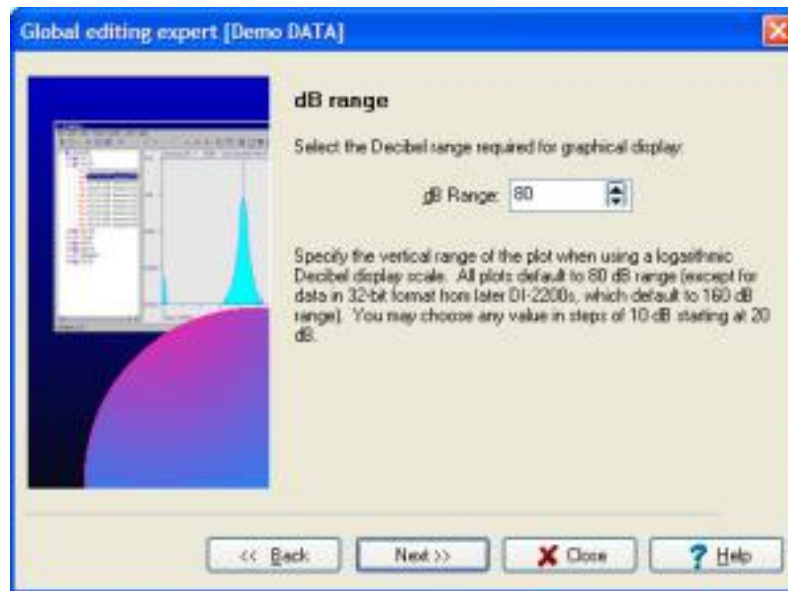 Global editing expert [Demo DATA]
dB range
Select the Decibel range required for graphical display:
dB Range: 80
Specify the vertical range of the plot when using a logarithmic
Decibel display scale. All plots default to 80 dB range (except for
data in 32-bit format from later DI-2200s, which default to 160 dB
range). You may choose any value in steps of 10 dB starting at 20
dB.
<< Back
Next >>
Close
? Help